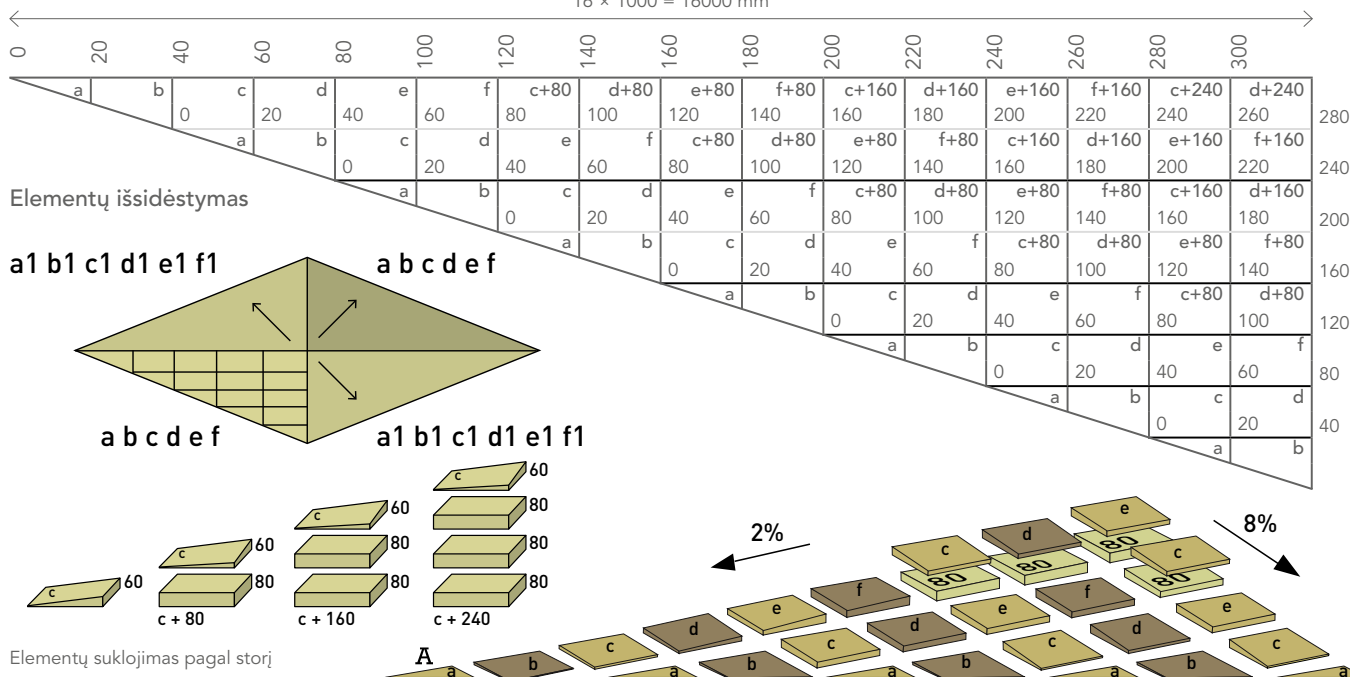 16 × 1000 = 16000 mm
0 20 40 60 80 100 120 140 160 180 200 220 240 260 280 300
a b c d e f c+80 d+80 e+80 f+80 c+160 d+160 e+160 f+160 c+240 d+240
0 20 40 60 80 100 120 140 160 180 200 220 240 260 280
a b c d e f c+80 d+80 e+80 f+80 c+160 d+160 e+160 f+160
0 20 40 60 80 100 120 140 160 180 200 220 240
a b c d e f c+80 d+80 e+80 f+80 c+160 d+160
0 20 40 60 80 100 120 140 160 180 200
a b c d e f c+80 d+80 e+80 f+80
0 20 40 60 80 100 120 140 160
a b c d e f c+80 d+80
0 20 40 60 80 100 120
a b c d e f
0 20 40 60 80
a b c d
0 20 40
a b
Elementų išsidėstymas
a1 b1 c1 d1 e1 f1
a b c d e f
a b c d e f
a1 b1 c1 d1 e1 f1
c 60
c 60 80
c 60 80 80
c 60 80 80 80
c + 80
c + 160
c + 240
Elementų suklojimas pagal storį
2%
8%
e
d 80
c 80 c
80 80
f f
e e e
d d d
c c c c
A
b b b b
a a a a a